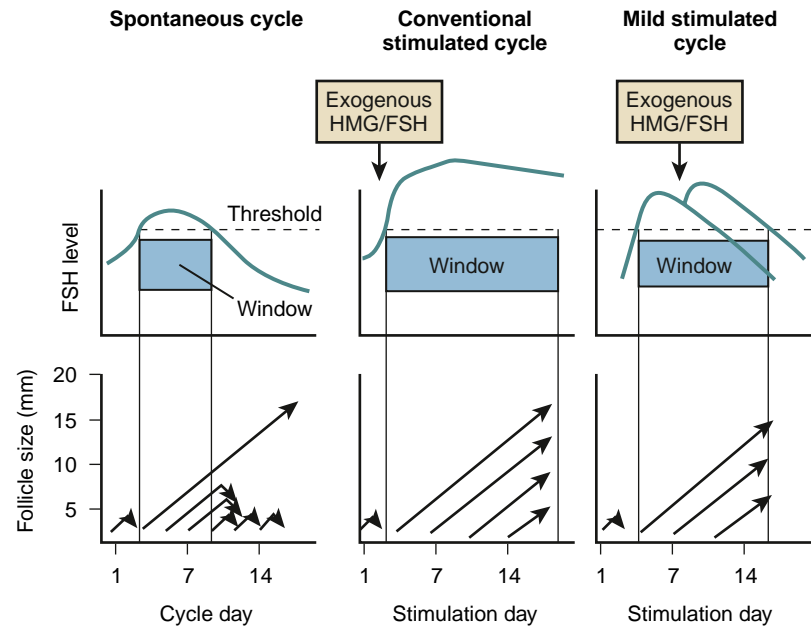 Spontaneous cycle
Conventional
stimulated cycle
Mild stimulated
cycle
Exogenous
HMG/FSH
Exogenous
HMG/FSH
FSH level
Threshold
Window
Window
Window
Follicle size (mm)
20
15
10
5
1 7 14
1 7 14
1 7 14
Cycle day
Stimulation day
Stimulation day